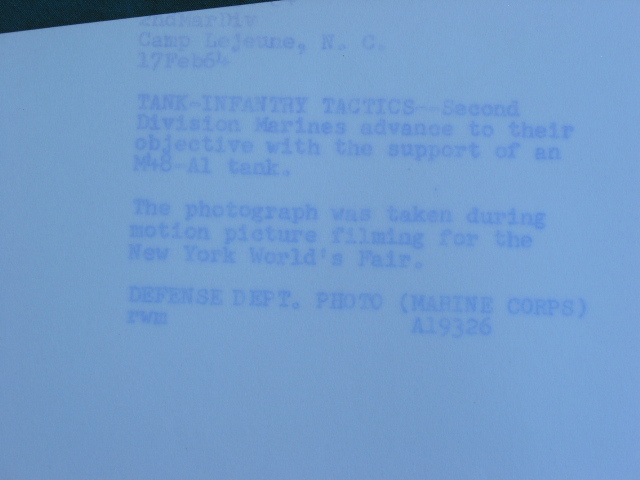 2ndMarDiv
Camp Lejeune, N. C.
17Feb64
TANK-INFANTRY TACTICS--Second
Division Marines advance to their
objective with the support of an
M48-A1 tank.
The photograph was taken during
motion picture filming for the
New York World's Fair.
DEFENSE DEPT. PHOTO (MARINE CORPS)
rwm A19326